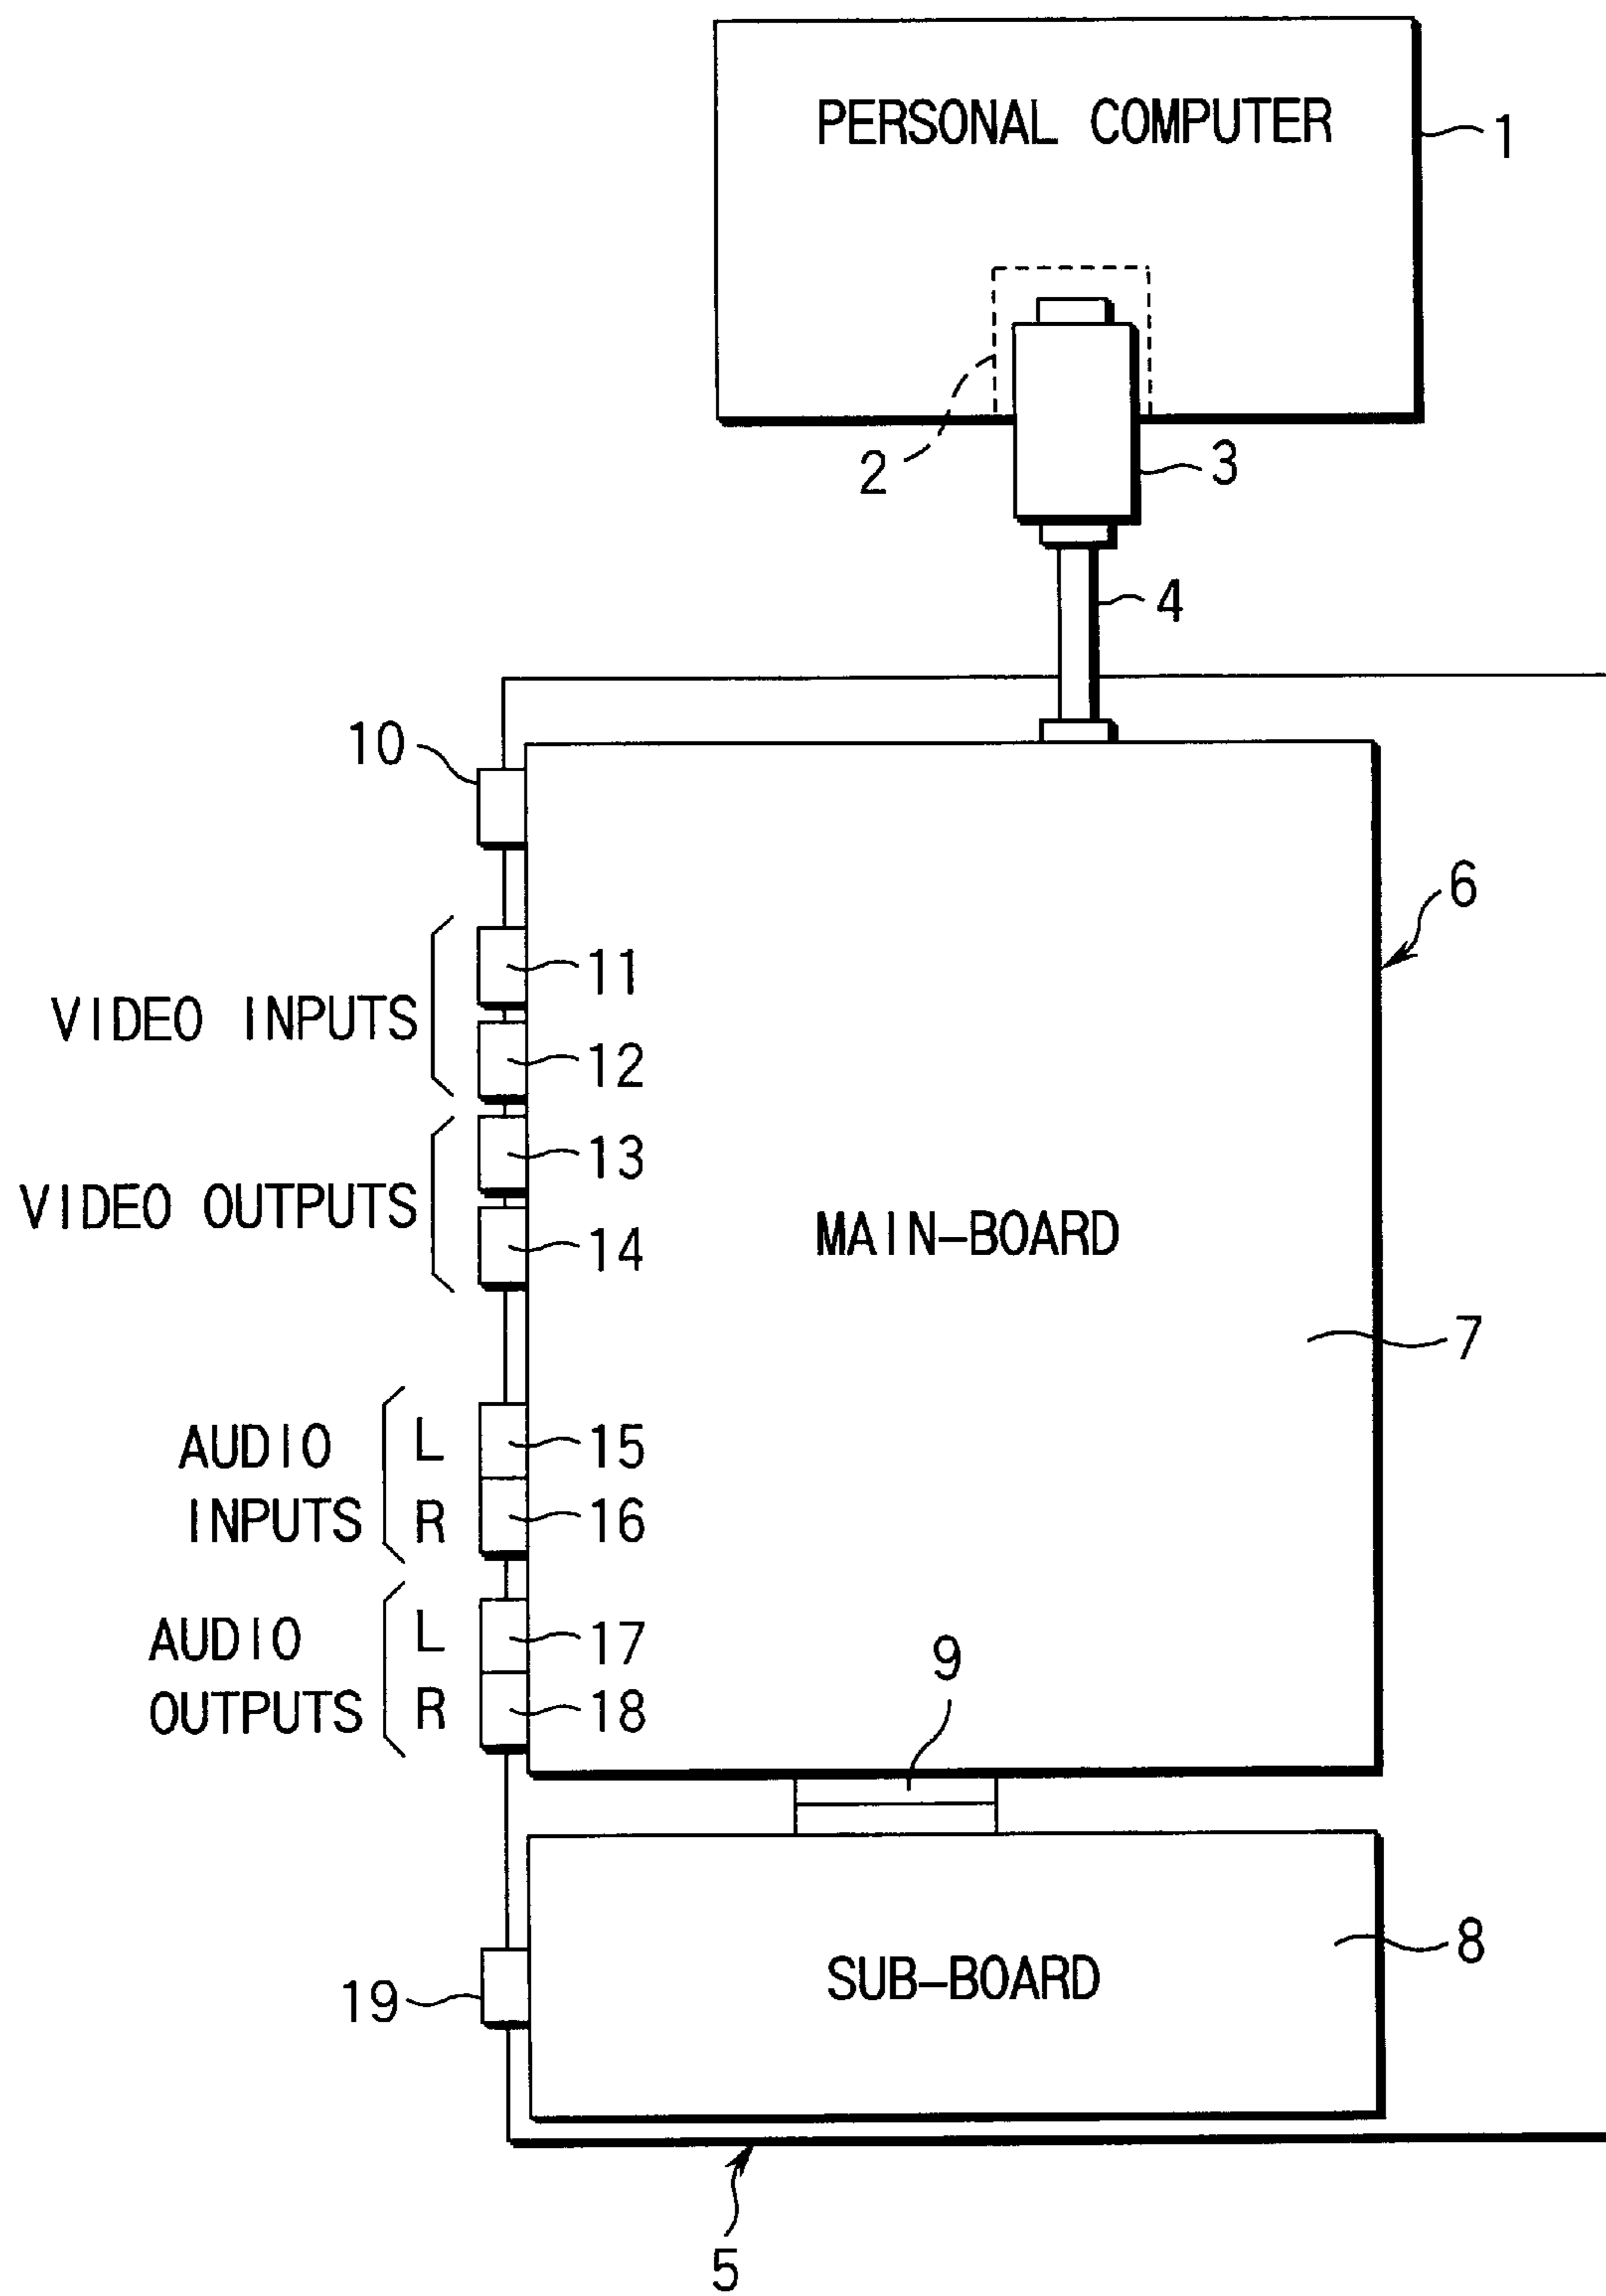 PERSONAL COMPUTER
1
2
3
4
10
6
VIDEO INPUTS
11
12
VIDEO OUTPUTS
13
14
MAIN-BOARD
7
AUDIO INPUTS
L
15
R
16
AUDIO OUTPUTS
L
17
R
18
9
SUB-BOARD
8
19
5